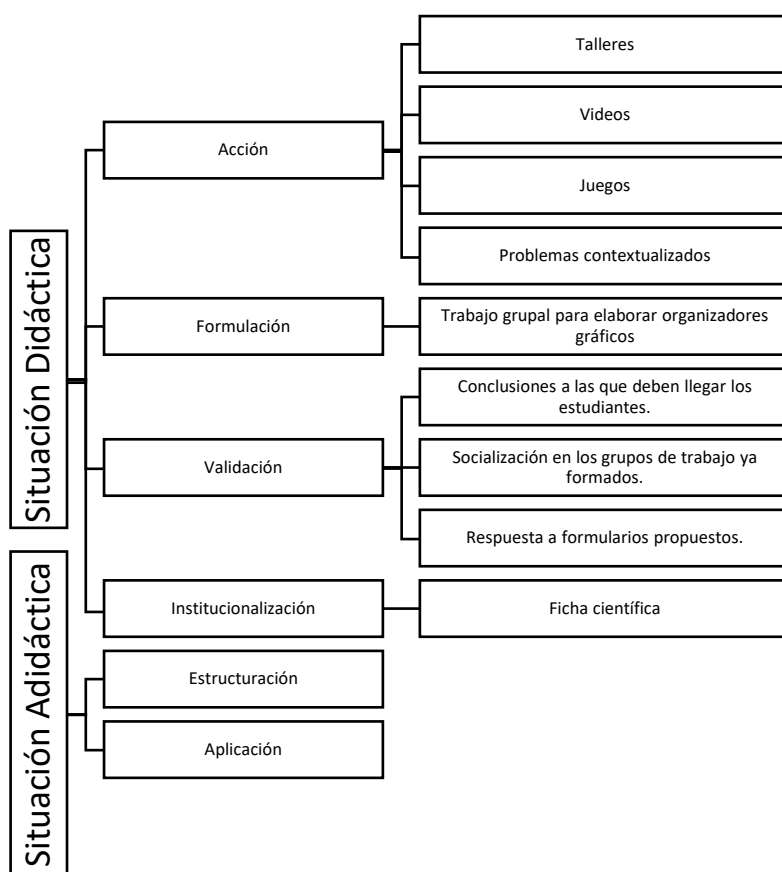 Situación Didáctica
Acción
Talleres
Videos
Juegos
Problemas contextualizados
Formulación
Trabajo grupal para elaborar organizadores
gráficos
Validación
Conclusiones a las que deben llegar los
estudiantes.
Socialización en los grupos de trabajo ya
formados.
Respuesta a formularios propuestos.
Institucionalización
Ficha científica
Situación Adidáctica
Estructuración
Aplicación